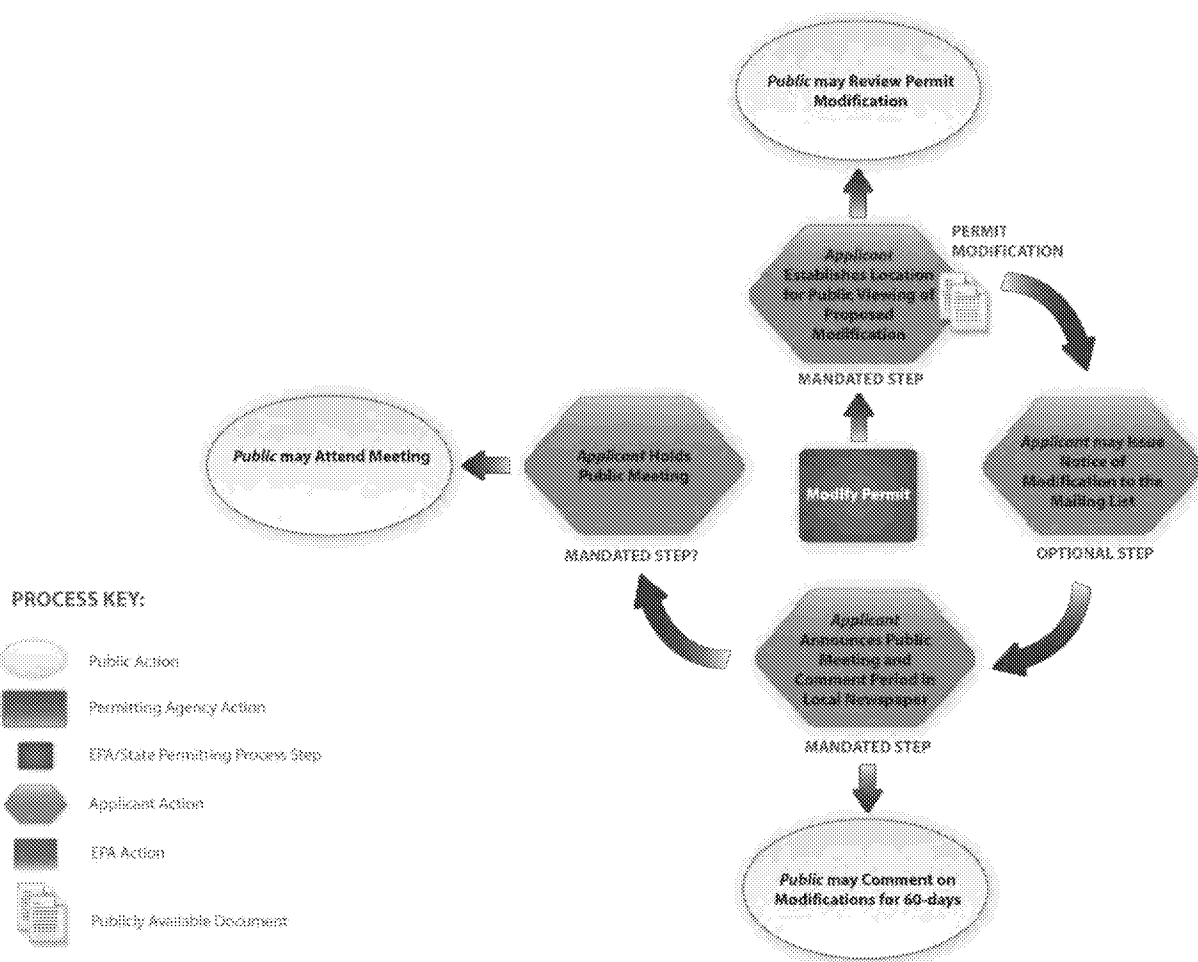 Public may Review Permit
Modification
Applicant
Establishes Location
for Public Viewing of
Proposed
Modification
PERMIT
MODIFICATION
MANDATED STEP
Public may Attend Meeting
Applicant Holds
Public Meeting
MANDATED STEP?
Modify Permit
Applicant may Issue
Notice of
Modification to the
Mailing List
OPTIONAL STEP
Applicant
Announces Public
Meeting and
Comment Period in
Local Newspaper
MANDATED STEP
Public may Comment on
Modifications for 60-days
PROCESS KEY:
Public Action
Permitting Agency Action
EPA/State Permitting Process Step
Applicant Action
EPA Action
Publicly Available Document